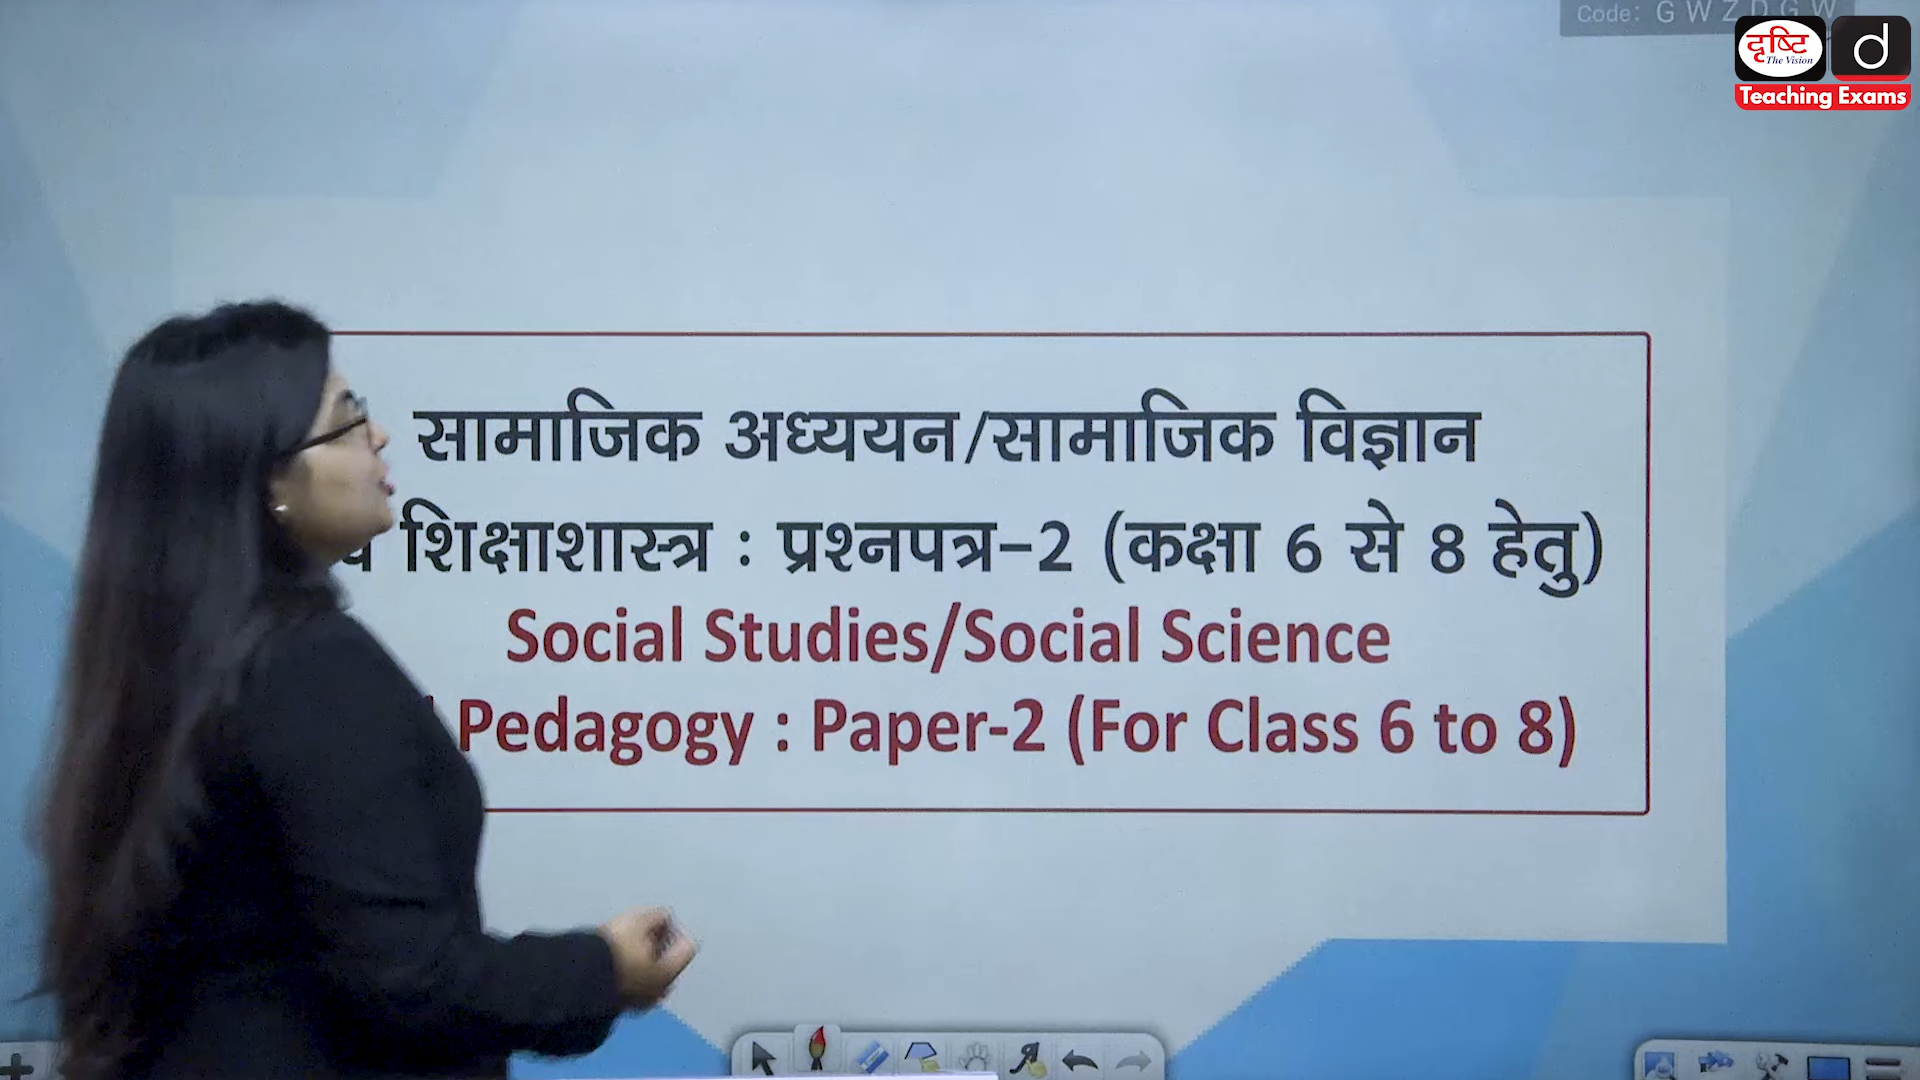 Code: G W Z D G W
दृष्टि
The Vision
d
Teaching Exams
सामाजिक अध्ययन/सामाजिक विज्ञान
शिक्षाशास्त्र : प्रश्नपत्र-2 (कक्षा 6 से 8 हेतु)
Social Studies/Social Science
Pedagogy : Paper-2 (For Class 6 to 8)